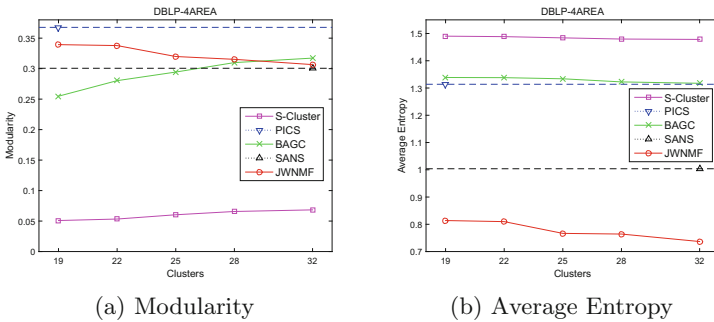 DBLP-4AREA
0.35
0.3
0.25
0.2
0.15
0.1
0.05
0
Modularity
19 22 25 28 32
Clusters
S-Cluster
PICS
BAGC
SANS
JWNMF
(a) Modularity
DBLP-4AREA
1.5
1.4
1.3
1.2
1.1
1
0.9
0.8
0.7
Average Entropy
19 22 25 28 32
Clusters
S-Cluster
PICS
BAGC
SANS
JWNMF
(b) Average Entropy